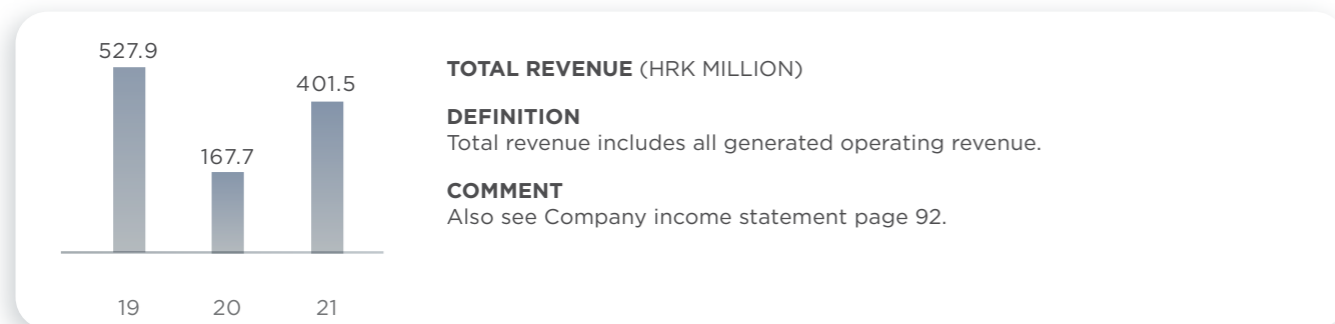 527.9
167.7
401.5
19 20 21
TOTAL REVENUE (HRK MILLION)
DEFINITION
Total revenue includes all generated operating revenue.
COMMENT
Also see Company income statement page 92.